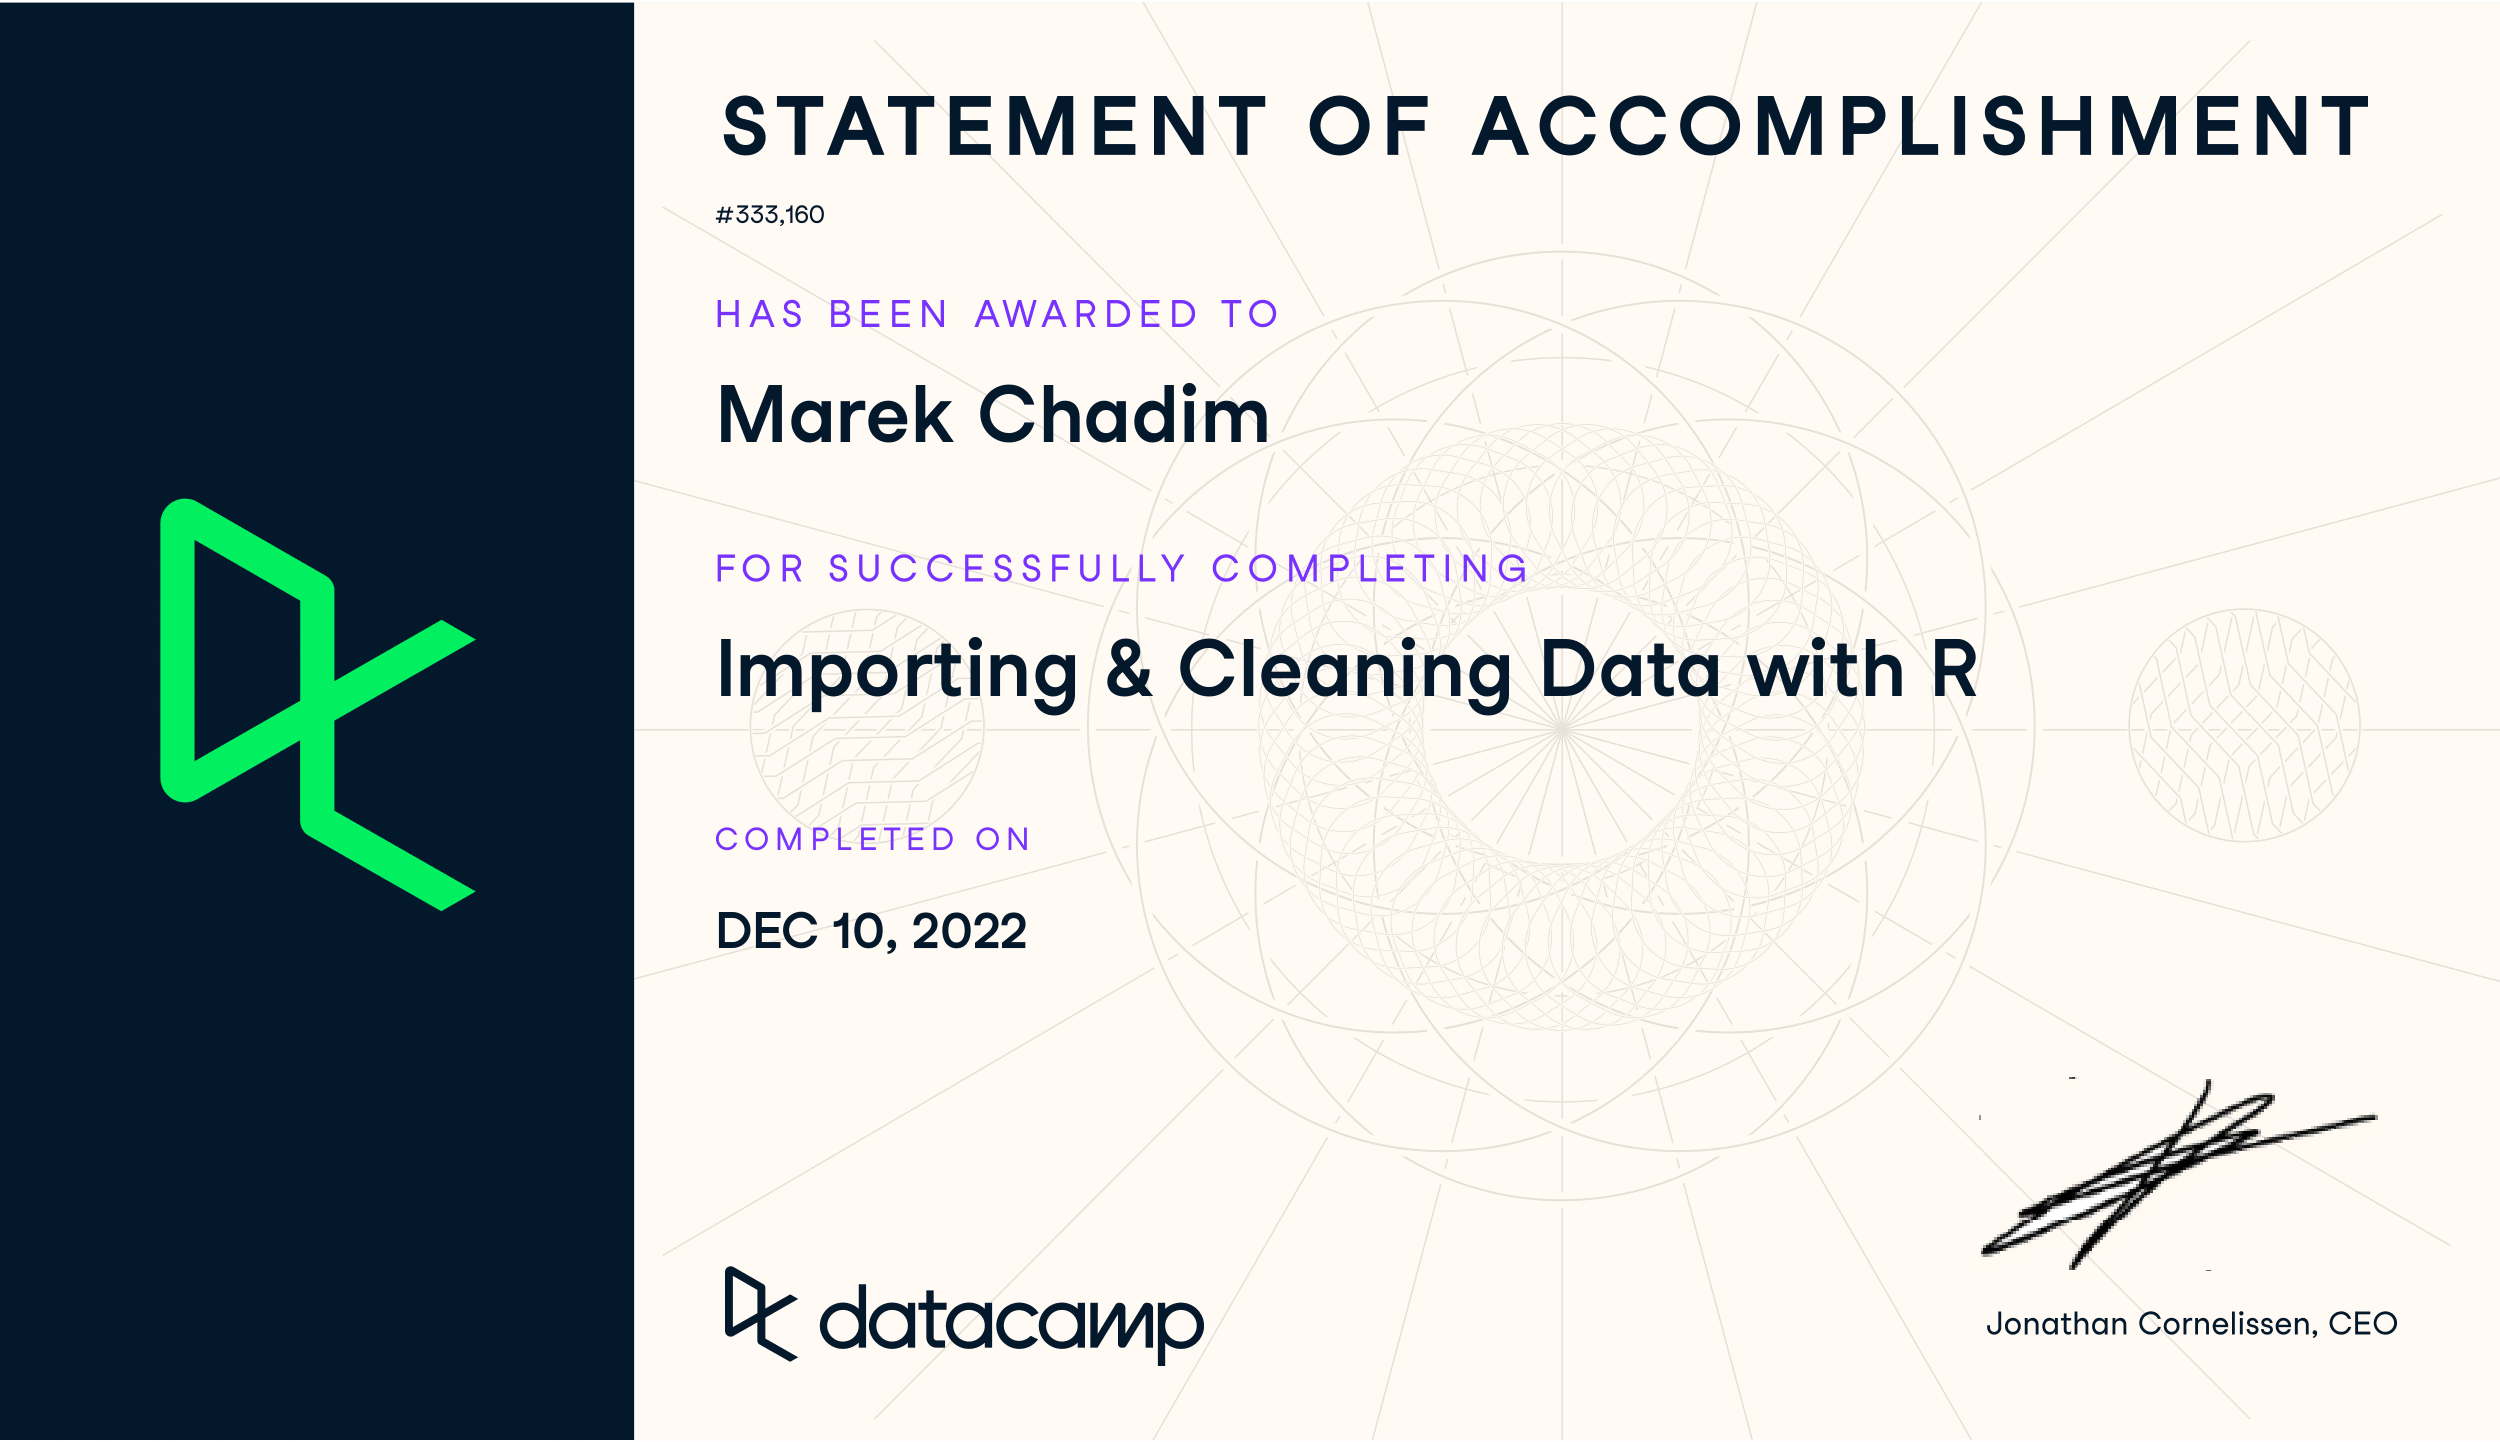 STATEMENT OF ACCOMPLISHMENT
#333,160
HAS BEEN AWARDED TO
Marek Chadim
FOR SUCCESSFULLY COMPLETING
Importing & Cleaning Data with R
COMPLETED ON
DEC 10, 2022
datacamp
Jonathan Cornelissen, CEO